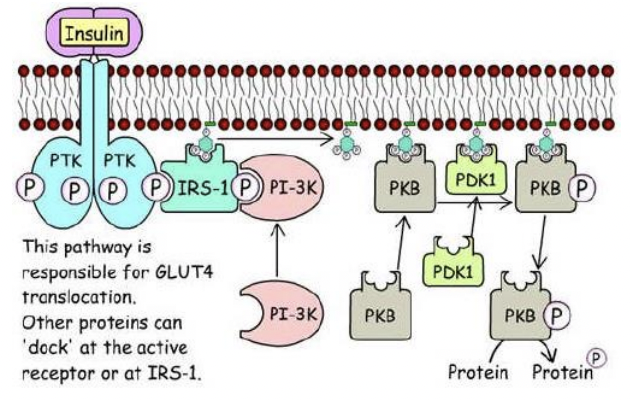 Insulin
PTK PTK
P P P P IRS-1 P PI-3K
PKB PDK1 PKB P
PDK1
PI-3K PKB PKB P
This pathway is
responsible for GLUT4
translocation.
Other proteins can
'dock' at the active
receptor or at IRS-1.
Protein Protein P